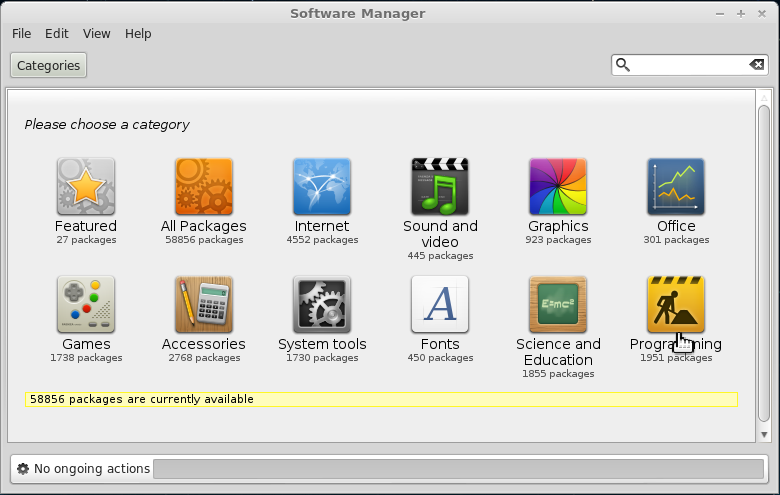 Software Manager
File Edit View Help
Categories
Please choose a category
Featured
27 packages
All Packages
58856 packages
Internet
4552 packages
Sound and
video
445 packages
Graphics
923 packages
Office
301 packages
Games
1738 packages
Accessories
2768 packages
System tools
1730 packages
Fonts
450 packages
E=mc²
Science and
Education
1855 packages
Programming
1951 packages
58856 packages are currently available
No ongoing actions